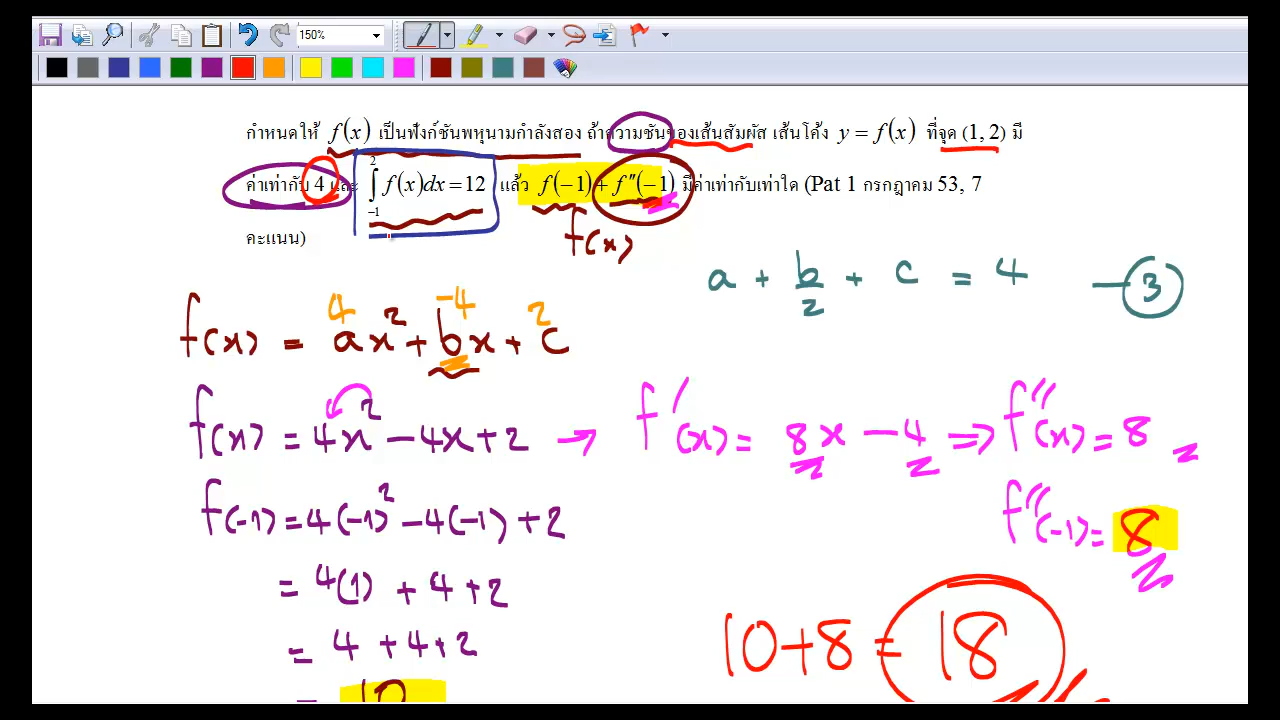 150%
กำหนดให้ f(x) เป็นฟังก์ชันพหุนามกำลังสอง ถ้าความชันของเส้นสัมผัส เส้นโค้ง y = f(x) ที่จุด (1, 2) มี
ค่าเท่ากับ 4 และ ∫₋₁² f(x)dx = 12 แล้ว f(−1) + f''(−1) มีค่าเท่ากับเท่าใด (Pat 1 กรกฎาคม 53, 7
คะแนน)
f(x)
a + b/2 + c = 4 — ③
4 −4 2
f(x) = ax² + bx + c
f(x) = 4x² − 4x + 2 → f'(x) = 8x − 4 ⇒ f''(x) = 8
f(-1) = 4(-1)² − 4(-1) + 2
f''(-1) = 8
= 4(1) + 4 + 2
= 4 + 4 + 2
10 + 8 = 18
= 10